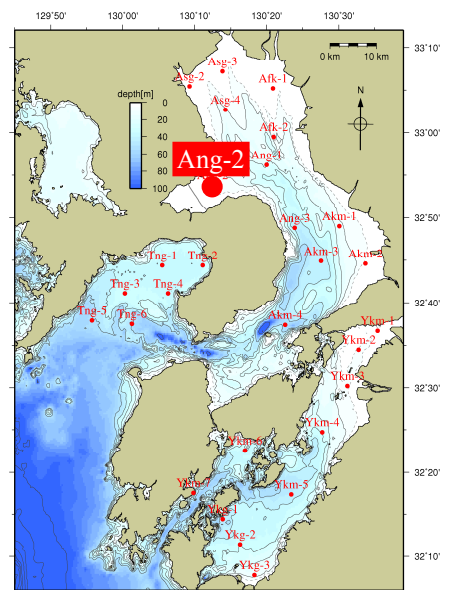 129˚50' 130˚00' 130˚10' 130˚20' 130˚30'
33˚10'
33˚00'
32˚50'
32˚40'
32˚30'
32˚20'
32˚10'
0 km 10 km
N
depth[m]
0
20
40
60
80
100
Asg-3
Asg-2
Afk-1
Asg-4
Afk-2
Ang-1
Ang-2
Ang-3
Akm-1
Akm-3
Akm-2
Akm-4
Tng-1
Tng-2
Tng-3
Tng-4
Tng-5
Tng-6
Ykm-1
Ykm-2
Ykm-3
Ykm-4
Ykm-6
Ykm-7
Ykm-5
Ykg-1
Ykg-2
Ykg-3